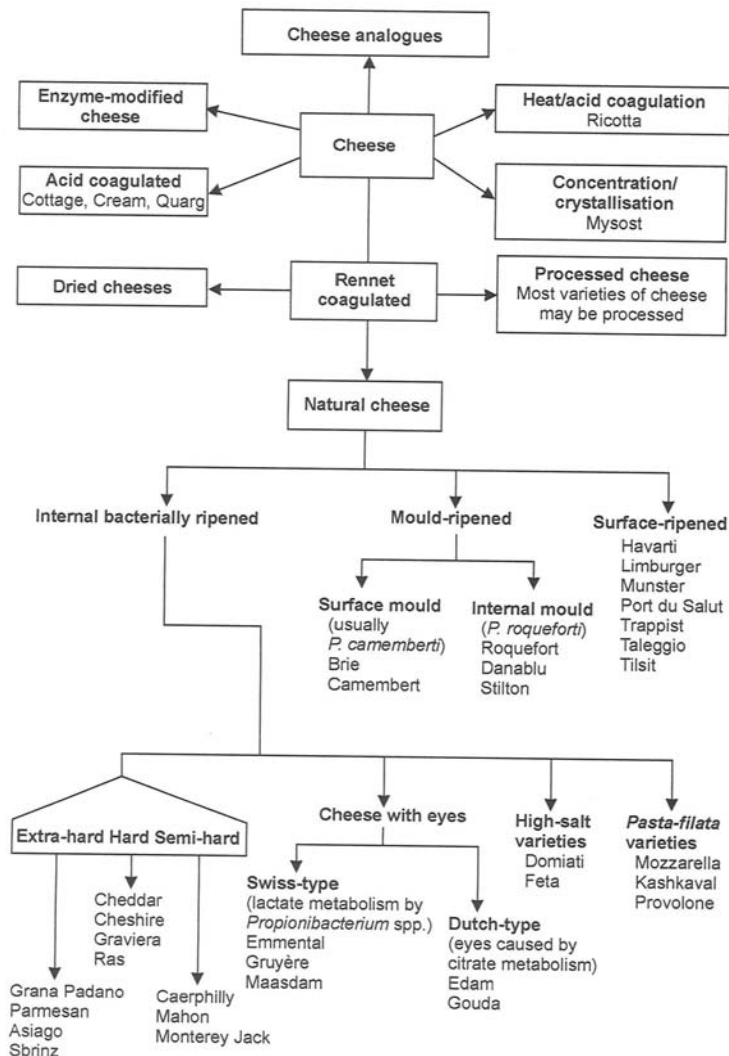 Cheese analogues
Enzyme-modified
cheese
Cheese
Heat/acid coagulation
Ricotta
Acid coagulated
Cottage, Cream, Quarg
Concentration/
crystallisation
Mysost
Dried cheeses
Rennet
coagulated
Processed cheese
Most varieties of cheese
may be processed
Natural cheese
Internal bacterially ripened
Mould-ripened
Surface-ripened
Havarti
Limburger
Munster
Port du Salut
Trappist
Taleggio
Tilsit
Surface mould
(usually
P. camemberti)
Brie
Camembert
Internal mould
(P. roqueforti)
Roquefort
Danablu
Stilton
Extra-hard Hard Semi-hard
Cheese with eyes
High-salt
varieties
Domiati
Feta
Pasta-filata
varieties
Mozzarella
Kashkaval
Provolone
Grana Padano
Parmesan
Asiago
Sbrinz
Cheddar
Cheshire
Graviera
Ras
Caerphilly
Mahon
Monterey Jack
Swiss-type
(lactate metabolism by
Propionibacterium spp.)
Emmental
Gruyère
Maasdam
Dutch-type
(eyes caused by
citrate metabolism)
Edam
Gouda